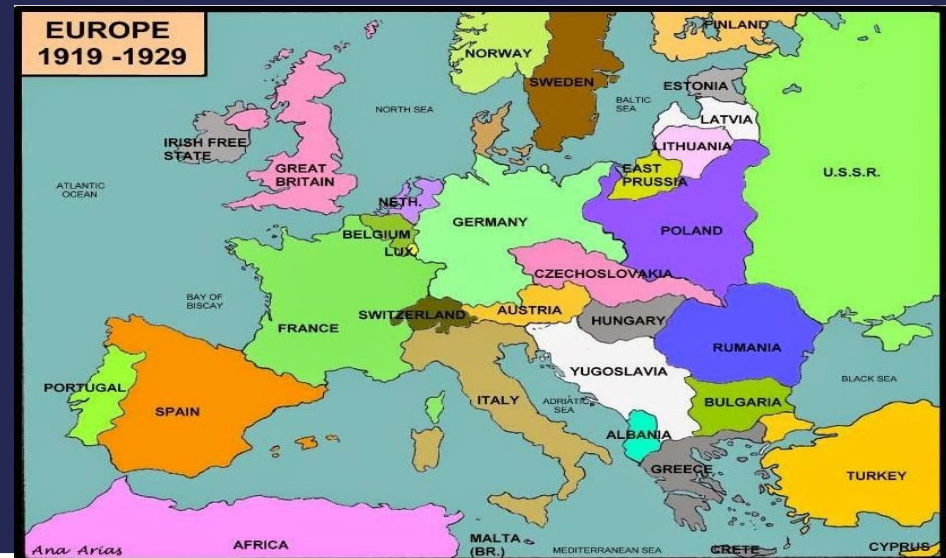 EUROPE
1919 -1929
FINLAND
NORWAY
SWEDEN
ESTONIA
NORTH SEA
BALTIC
SEA
LATVIA
IRISH FREE
STATE
LITHUANIA
GREAT
BRITAIN
EAST
PRUSSIA
U.S.S.R.
ATLANTIC
OCEAN
NETH.
GERMANY
BELGIUM
POLAND
LUX
CZECHOSLOVAKIA
BAY OF
BISCAY
FRANCE
SWITZERLAND
AUSTRIA
HUNGARY
RUMANIA
YUGOSLAVIA
BLACK SEA
PORTUGAL
SPAIN
ITALY
ADRIATIC
SEA
BULGARIA
ALBANIA
GREECE
TURKEY
Ana Arias
AFRICA
MALTA
(BR.)
MEDITERRANEAN SEA
CRETE
CYPRUS